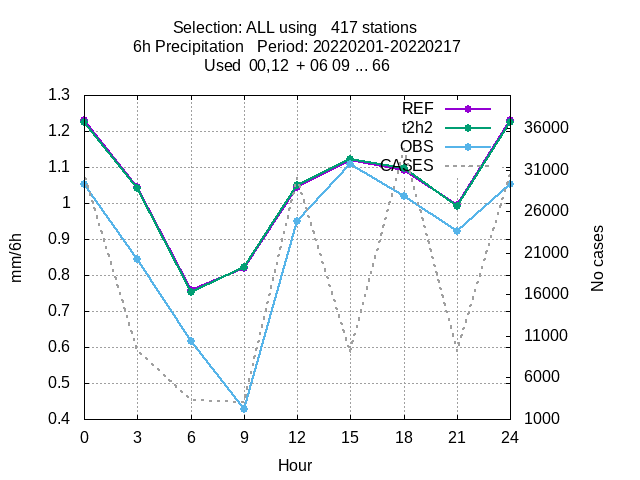 Selection: ALL using   417 stations
6h Precipitation   Period: 20220201-20220217
Used  00,12  + 06 09 ... 66
1.3
1.2
1.1
1
0.9
0.8
0.7
0.6
0.5
0.4
mm/6h
REF
t2h2
OBS
CASES
36000
31000
26000
21000
16000
11000
6000
1000
No cases
0 3 6 9 12 15 18 21 24
Hour